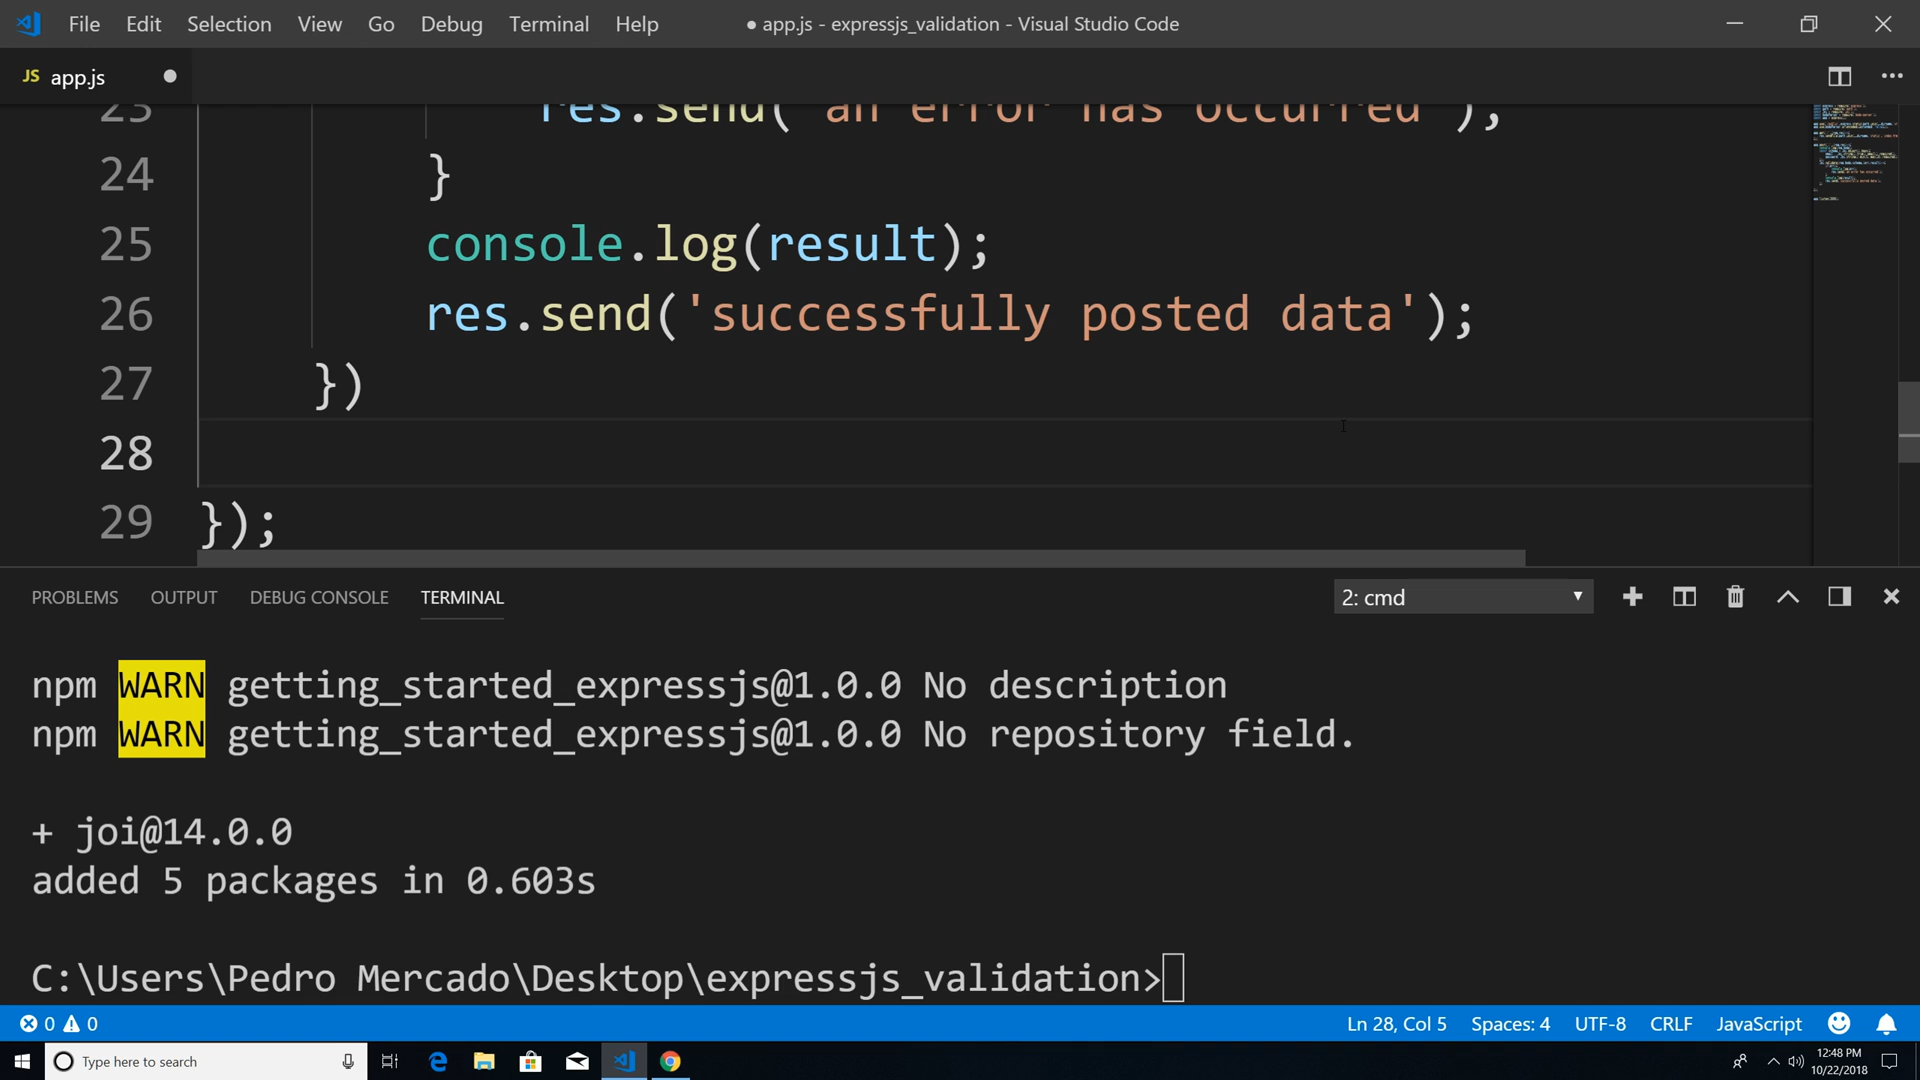 File Edit Selection View Go Debug Terminal Help
● app.js - expressjs_validation - Visual Studio Code
JS app.js
23 res.send('an error has occurred');
24 }
25 console.log(result);
26 res.send('successfully posted data');
27 })
28
29 });
PROBLEMS OUTPUT DEBUG CONSOLE TERMINAL
2: cmd
npm WARN getting_started_expressjs@1.0.0 No description
npm WARN getting_started_expressjs@1.0.0 No repository field.
+ joi@14.0.0
added 5 packages in 0.603s
C:\Users\Pedro Mercado\Desktop\expressjs_validation>
0 0
Ln 28, Col 5 Spaces: 4 UTF-8 CRLF JavaScript
Type here to search
12:48 PM
10/22/2018